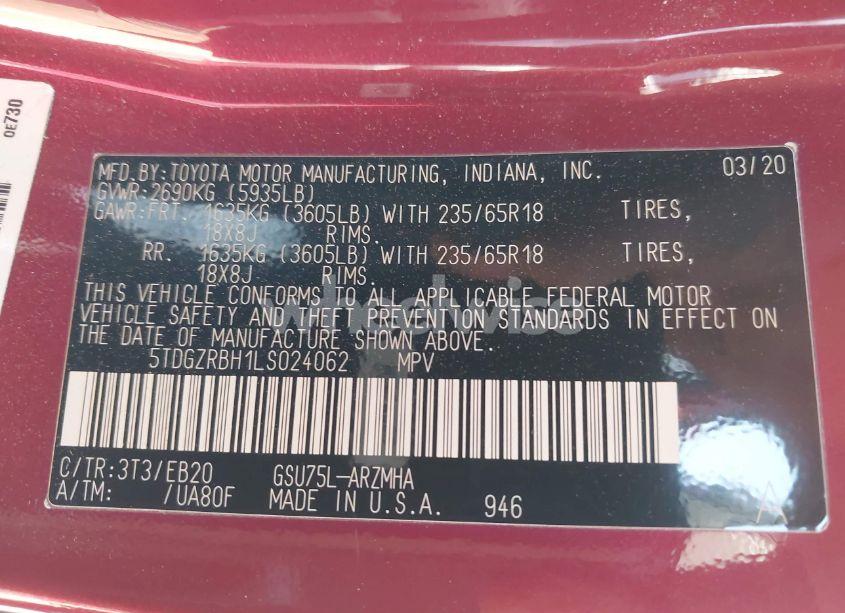 OE730
MFD.BY:TOYOTA MOTOR MANUFACTURING, INDIANA, INC. 03/20
GVWR:2690KG (5935LB)
GAWR:FRT. 1635KG (3605LB) WITH 235/65R18 TIRES,
18X8J RIMS.
RR. 1635KG (3605LB) WITH 235/65R18 TIRES,
18X8J RIMS.
THIS VEHICLE CONFORMS TO ALL APPLICABLE FEDERAL MOTOR
VEHICLE SAFETY AND THEFT PREVENTION STANDARDS IN EFFECT ON
THE DATE OF MANUFACTURE SHOWN ABOVE.
5TDGZRBH1LS024062 MPV
C/TR:3T3/EB20 GSU75L-ARZMHA
A/TM: /UA80F MADE IN U.S.A. 946
A